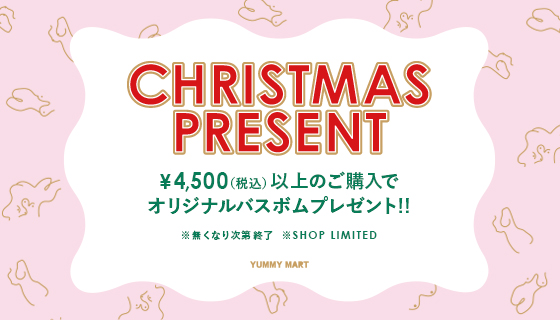 CHRISTMAS
PRESENT
¥4,500(税込)以上のご購入で
オリジナルバスボムプレゼント!!
※無くなり次第終了 ※SHOP LIMITED
YUMMY MART